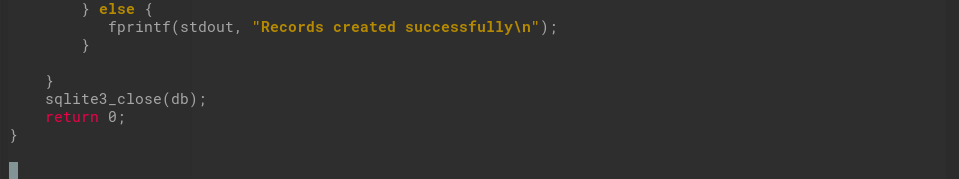 } else {
           fprintf(stdout, "Records created successfully\n");
        }

    }
    sqlite3_close(db);
    return 0;
}